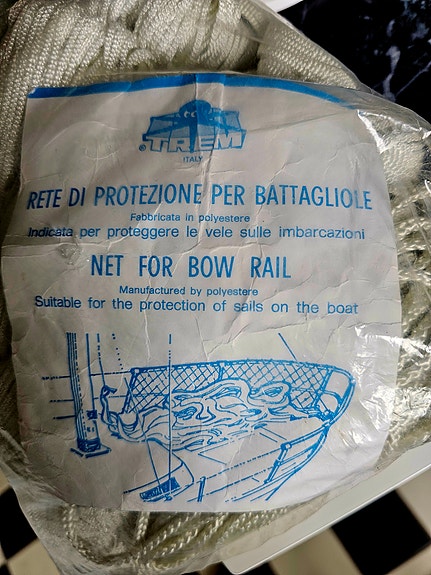 ® TREM
ITALY
RETE DI PROTEZIONE PER BATTAGLIOLE
Fabbricata in polyestere
Indicata per proteggere le vele sulle imbarcazioni
NET FOR BOW RAIL
Manufactured by polyestere
Suitable for the protection of sails on the boat